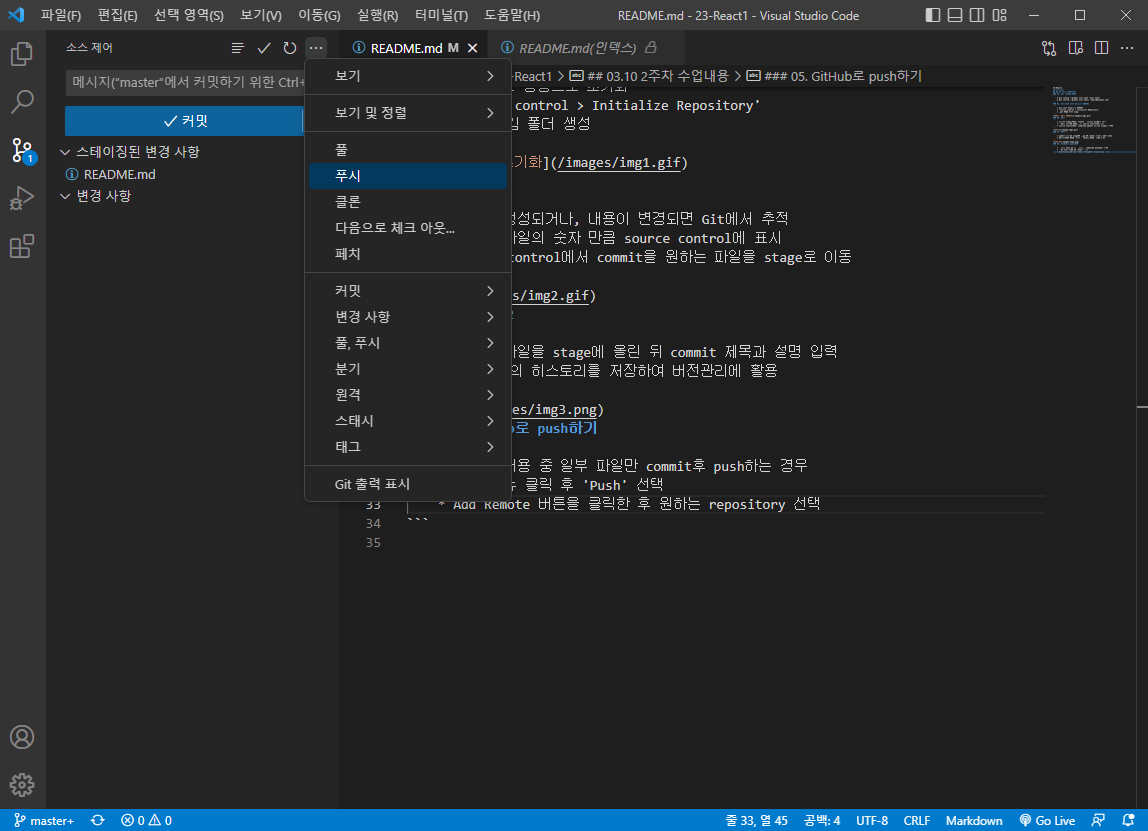 파일(F) 편집(E) 선택 영역(S) 보기(V) 이동(G) 실행(R) 터미널(T) 도움말(H) README.md - 23-React1 - Visual Studio Code
소스 제어
README.md M
README.md(인덱스)
메시지("master"에서 커밋하기 위한 Ctrl+
커밋
스테이징된 변경 사항
README.md
변경 사항
1
보기
보기 및 정렬
풀
푸시
클론
다음으로 체크 아웃...
페치
커밋
변경 사항
풀, 푸시
분기
원격
스태시
태그
Git 출력 표시
-React1 > ## 03.10 2주차 수업내용 > ### 05. GitHub로 push하기
control > Initialize Repository'
폴더 생성
기화](/images/img1.gif)
성되거나, 내용이 변경되면 Git에서 추적
파일의 숫자 만큼 source control에 표시
control에서 commit을 원하는 파일을 stage로 이동
s/img2.gif)
파일을 stage에 올린 뒤 commit 제목과 설명 입력
의 히스토리를 저장하여 버전관리에 활용
es/img3.png)
로 push하기
용 중 일부 파일만 commit후 push하는 경우
클릭 후 'Push' 선택
33 * Add Remote 버튼을 클릭한 후 원하는 repository 선택
34 ```
35
master+ 0 0 줄 33, 열 45 공백: 4 UTF-8 CRLF Markdown Go Live